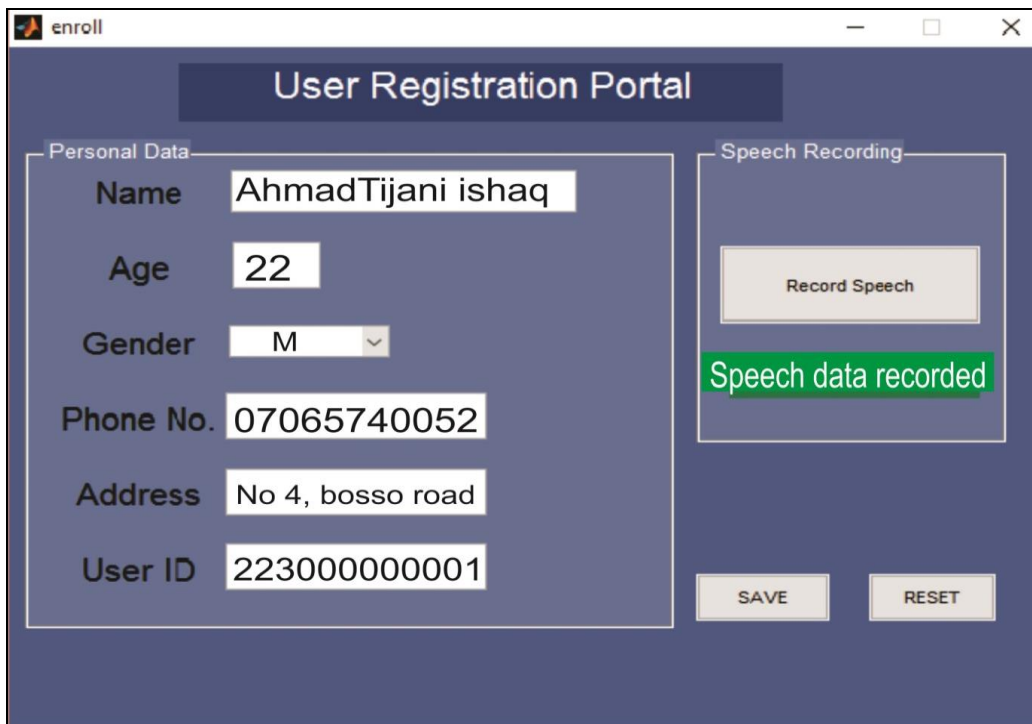 enroll
User Registration Portal
Personal Data
Name AhmadTijani ishaq
Age 22
Gender M
Phone No. 07065740052
Address No 4, bosso road
User ID 223000000001
Speech Recording
Record Speech
Speech data recorded
SAVE RESET